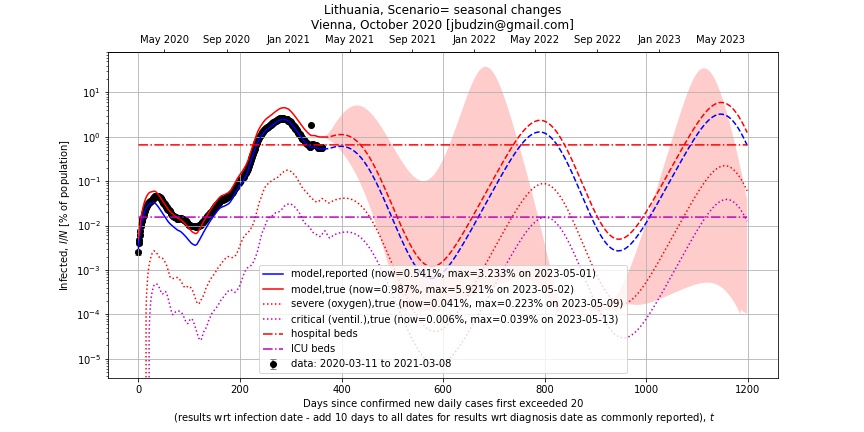 Lithuania, Scenario= seasonal changes
Vienna, October 2020 [jbudzin@gmail.com]
May 2020 Sep 2020 Jan 2021 May 2021 Sep 2021 Jan 2022 May 2022 Sep 2022 Jan 2023 May 2023
Infected, I/N [% of population]
10¹
10⁰
10⁻¹
10⁻²
10⁻³
10⁻⁴
10⁻⁵
model,reported (now=0.541%, max=3.233% on 2023-05-01)
model,true (now=0.987%, max=5.921% on 2023-05-02)
severe (oxygen),true (now=0.041%, max=0.223% on 2023-05-09)
critical (ventil.),true (now=0.006%, max=0.039% on 2023-05-13)
hospital beds
ICU beds
data: 2020-03-11 to 2021-03-08
0 200 400 600 800 1000 1200
Days since confirmed new daily cases first exceeded 20
(results wrt infection date - add 10 days to all dates for results wrt diagnosis date as commonly reported), t